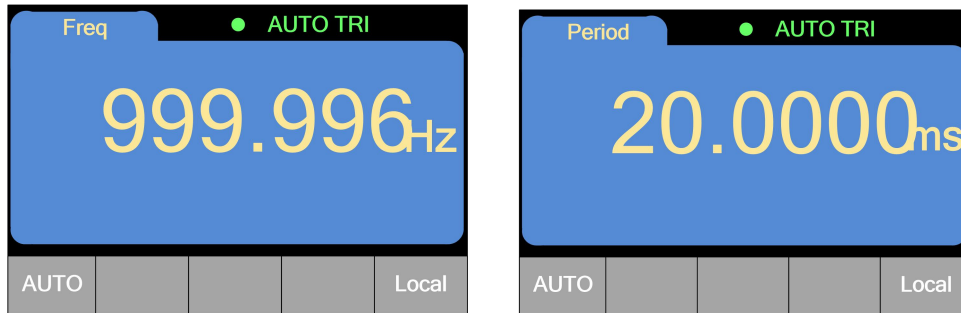 Freq AUTO TRI
999.996Hz
AUTO Local
Period AUTO TRI
20.0000ms
AUTO Local